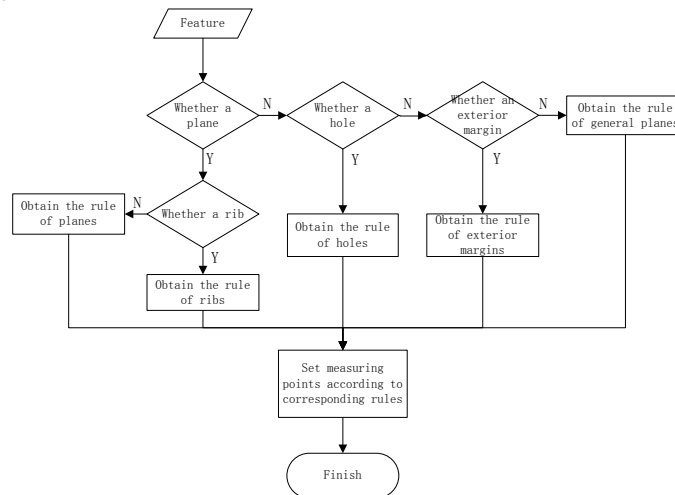 Feature
Whether a
plane
N
Whether a
hole
N
Whether an
exterior
margin
N
Obtain the rule
of general planes
Y
Y
Y
Obtain the rule
of planes
N
Whether a rib
Obtain the rule
of holes
Obtain the rule
of exterior
margins
Y
Obtain the rule
of ribs
Set measuring
points according to
corresponding rules
Finish